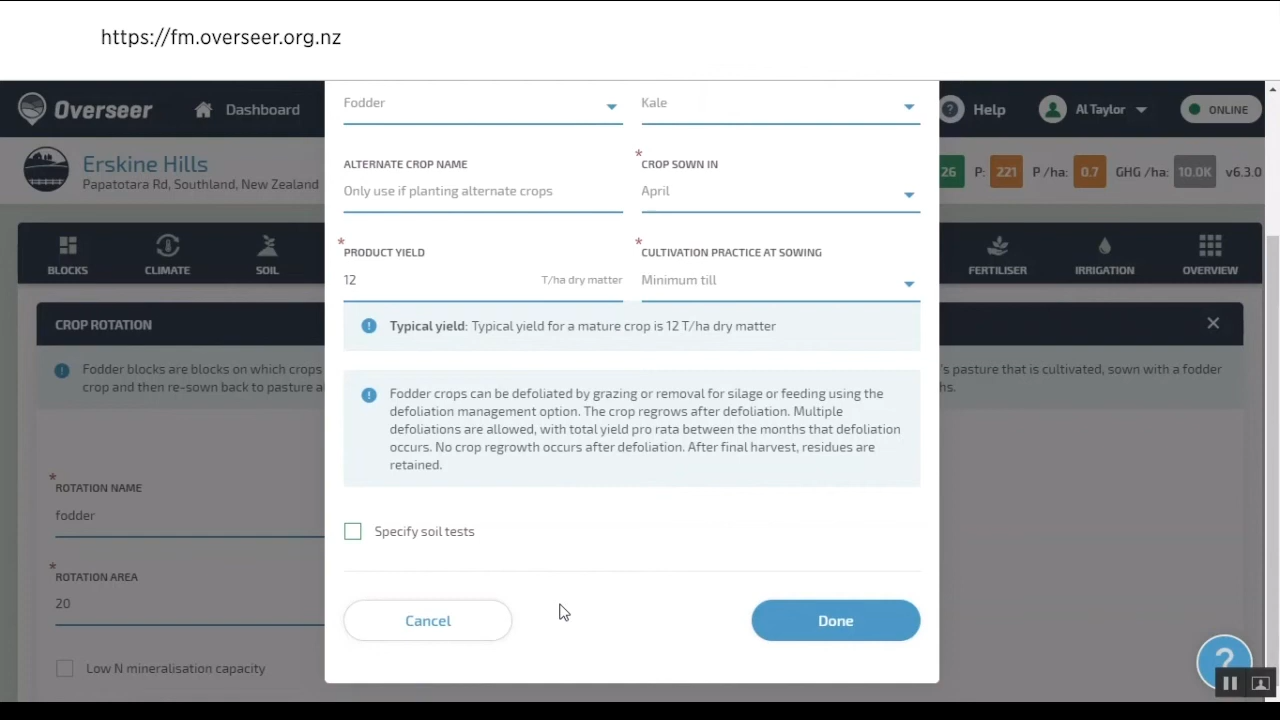 https://fm.overseer.org.nz
Overseer
Dashboard
Help
Al Taylor
ONLINE
Erskine Hills
Papatotara Rd, Southland, New Zealand
26
P:
221
P /ha:
0.7
GHG /ha:
10.0K
v6.3.0
BLOCKS
CLIMATE
SOIL
FERTILISER
IRRIGATION
OVERVIEW
CROP ROTATION
Fodder blocks are blocks on which crops
crop and then re-sown back to pasture a
's pasture that is cultivated, sown with a fodder
hs.
* ROTATION NAME
fodder
* ROTATION AREA
20
Low N mineralisation capacity
Fodder
Kale
ALTERNATE CROP NAME
Only use if planting alternate crops
* CROP SOWN IN
April
* PRODUCT YIELD
12
T/ha dry matter
* CULTIVATION PRACTICE AT SOWING
Minimum till
Typical yield: Typical yield for a mature crop is 12 T/ha dry matter
Fodder crops can be defoliated by grazing or removal for silage or feeding using the
defoliation management option. The crop regrows after defoliation. Multiple
defoliations are allowed, with total yield pro rata between the months that defoliation
occurs. No crop regrowth occurs after defoliation. After final harvest, residues are
retained.
Specify soil tests
Cancel
Done
?